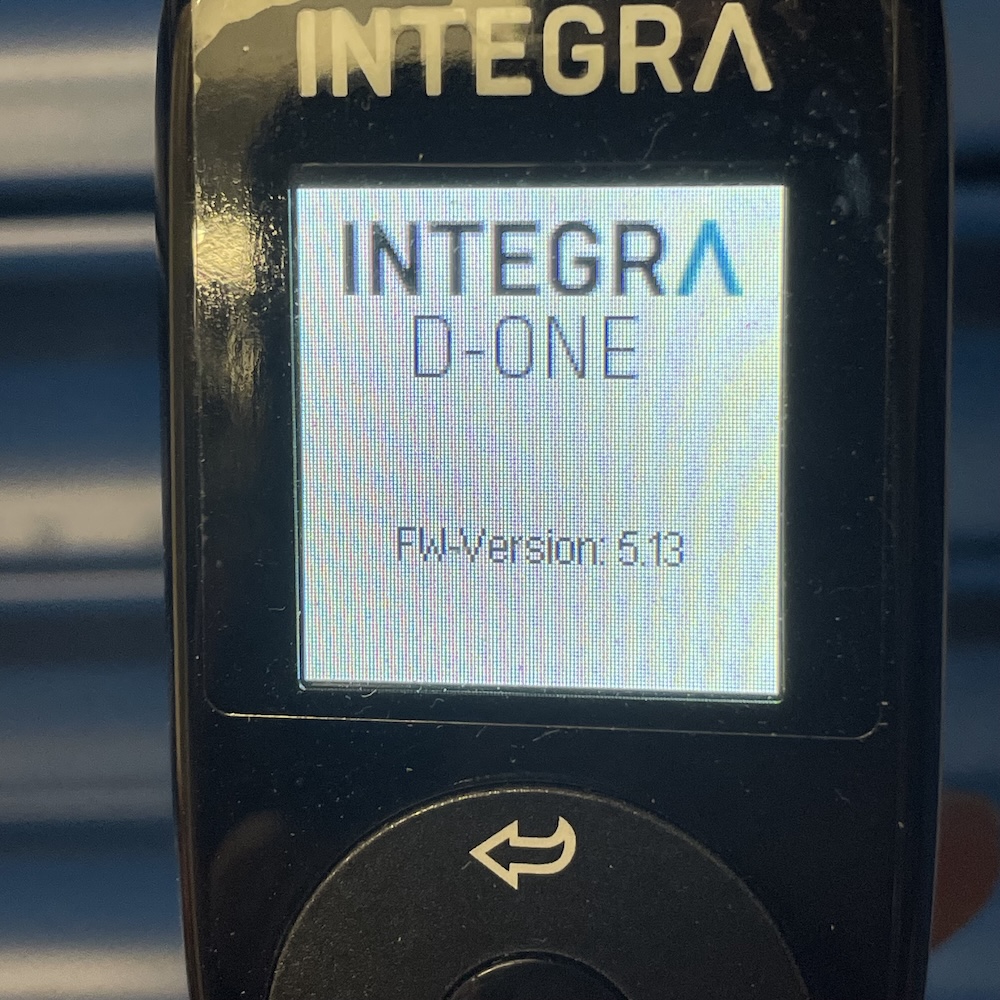 INTEGRA
INTEGRA
D-ONE
FW-Version: 5.13